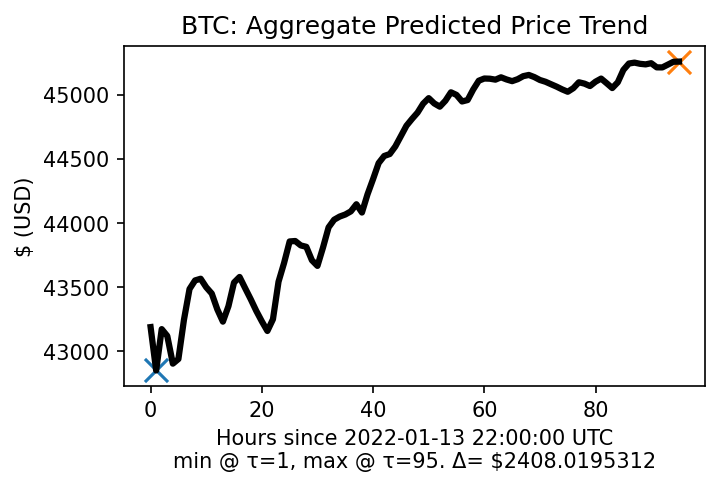 BTC: Aggregate Predicted Price Trend
$ (USD)
45000
44500
44000
43500
43000
0 20 40 60 80
Hours since 2022-01-13 22:00:00 UTC
min @ τ=1, max @ τ=95. Δ= $2408.0195312